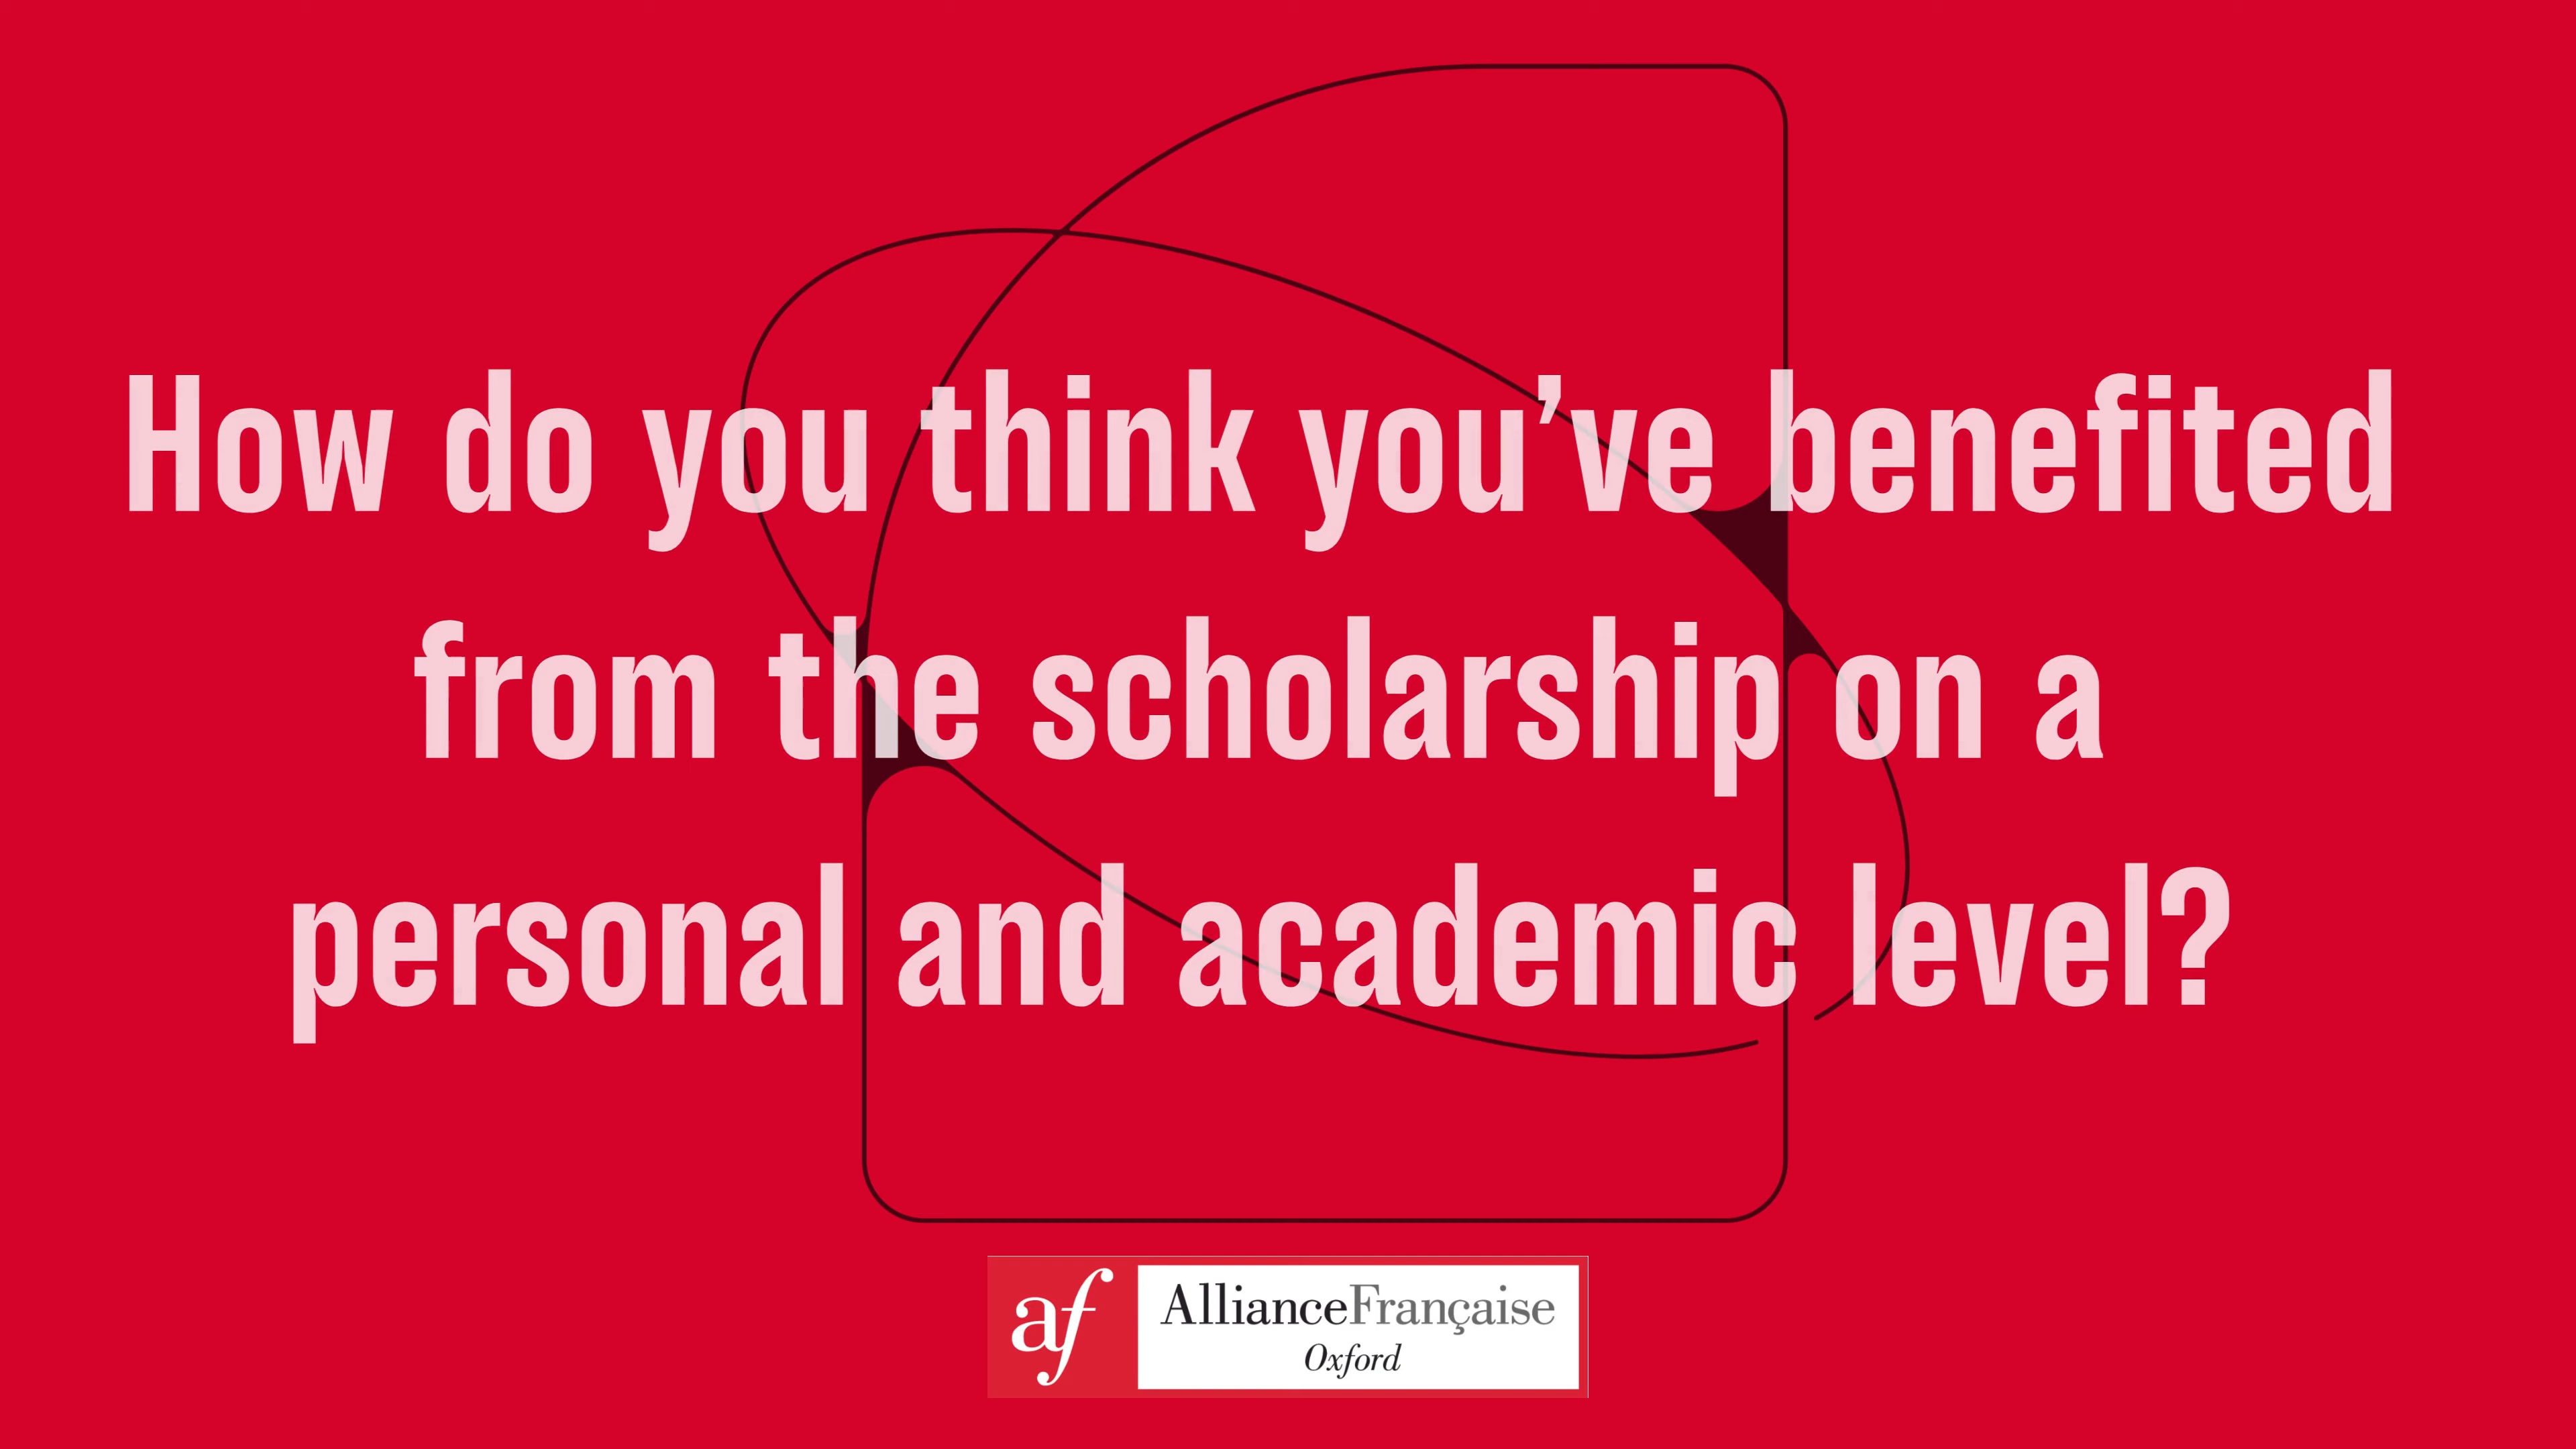 How do you think you’ve benefited
from the scholarship on a
personal and academic level?
af
AllianceFrançaise
Oxford